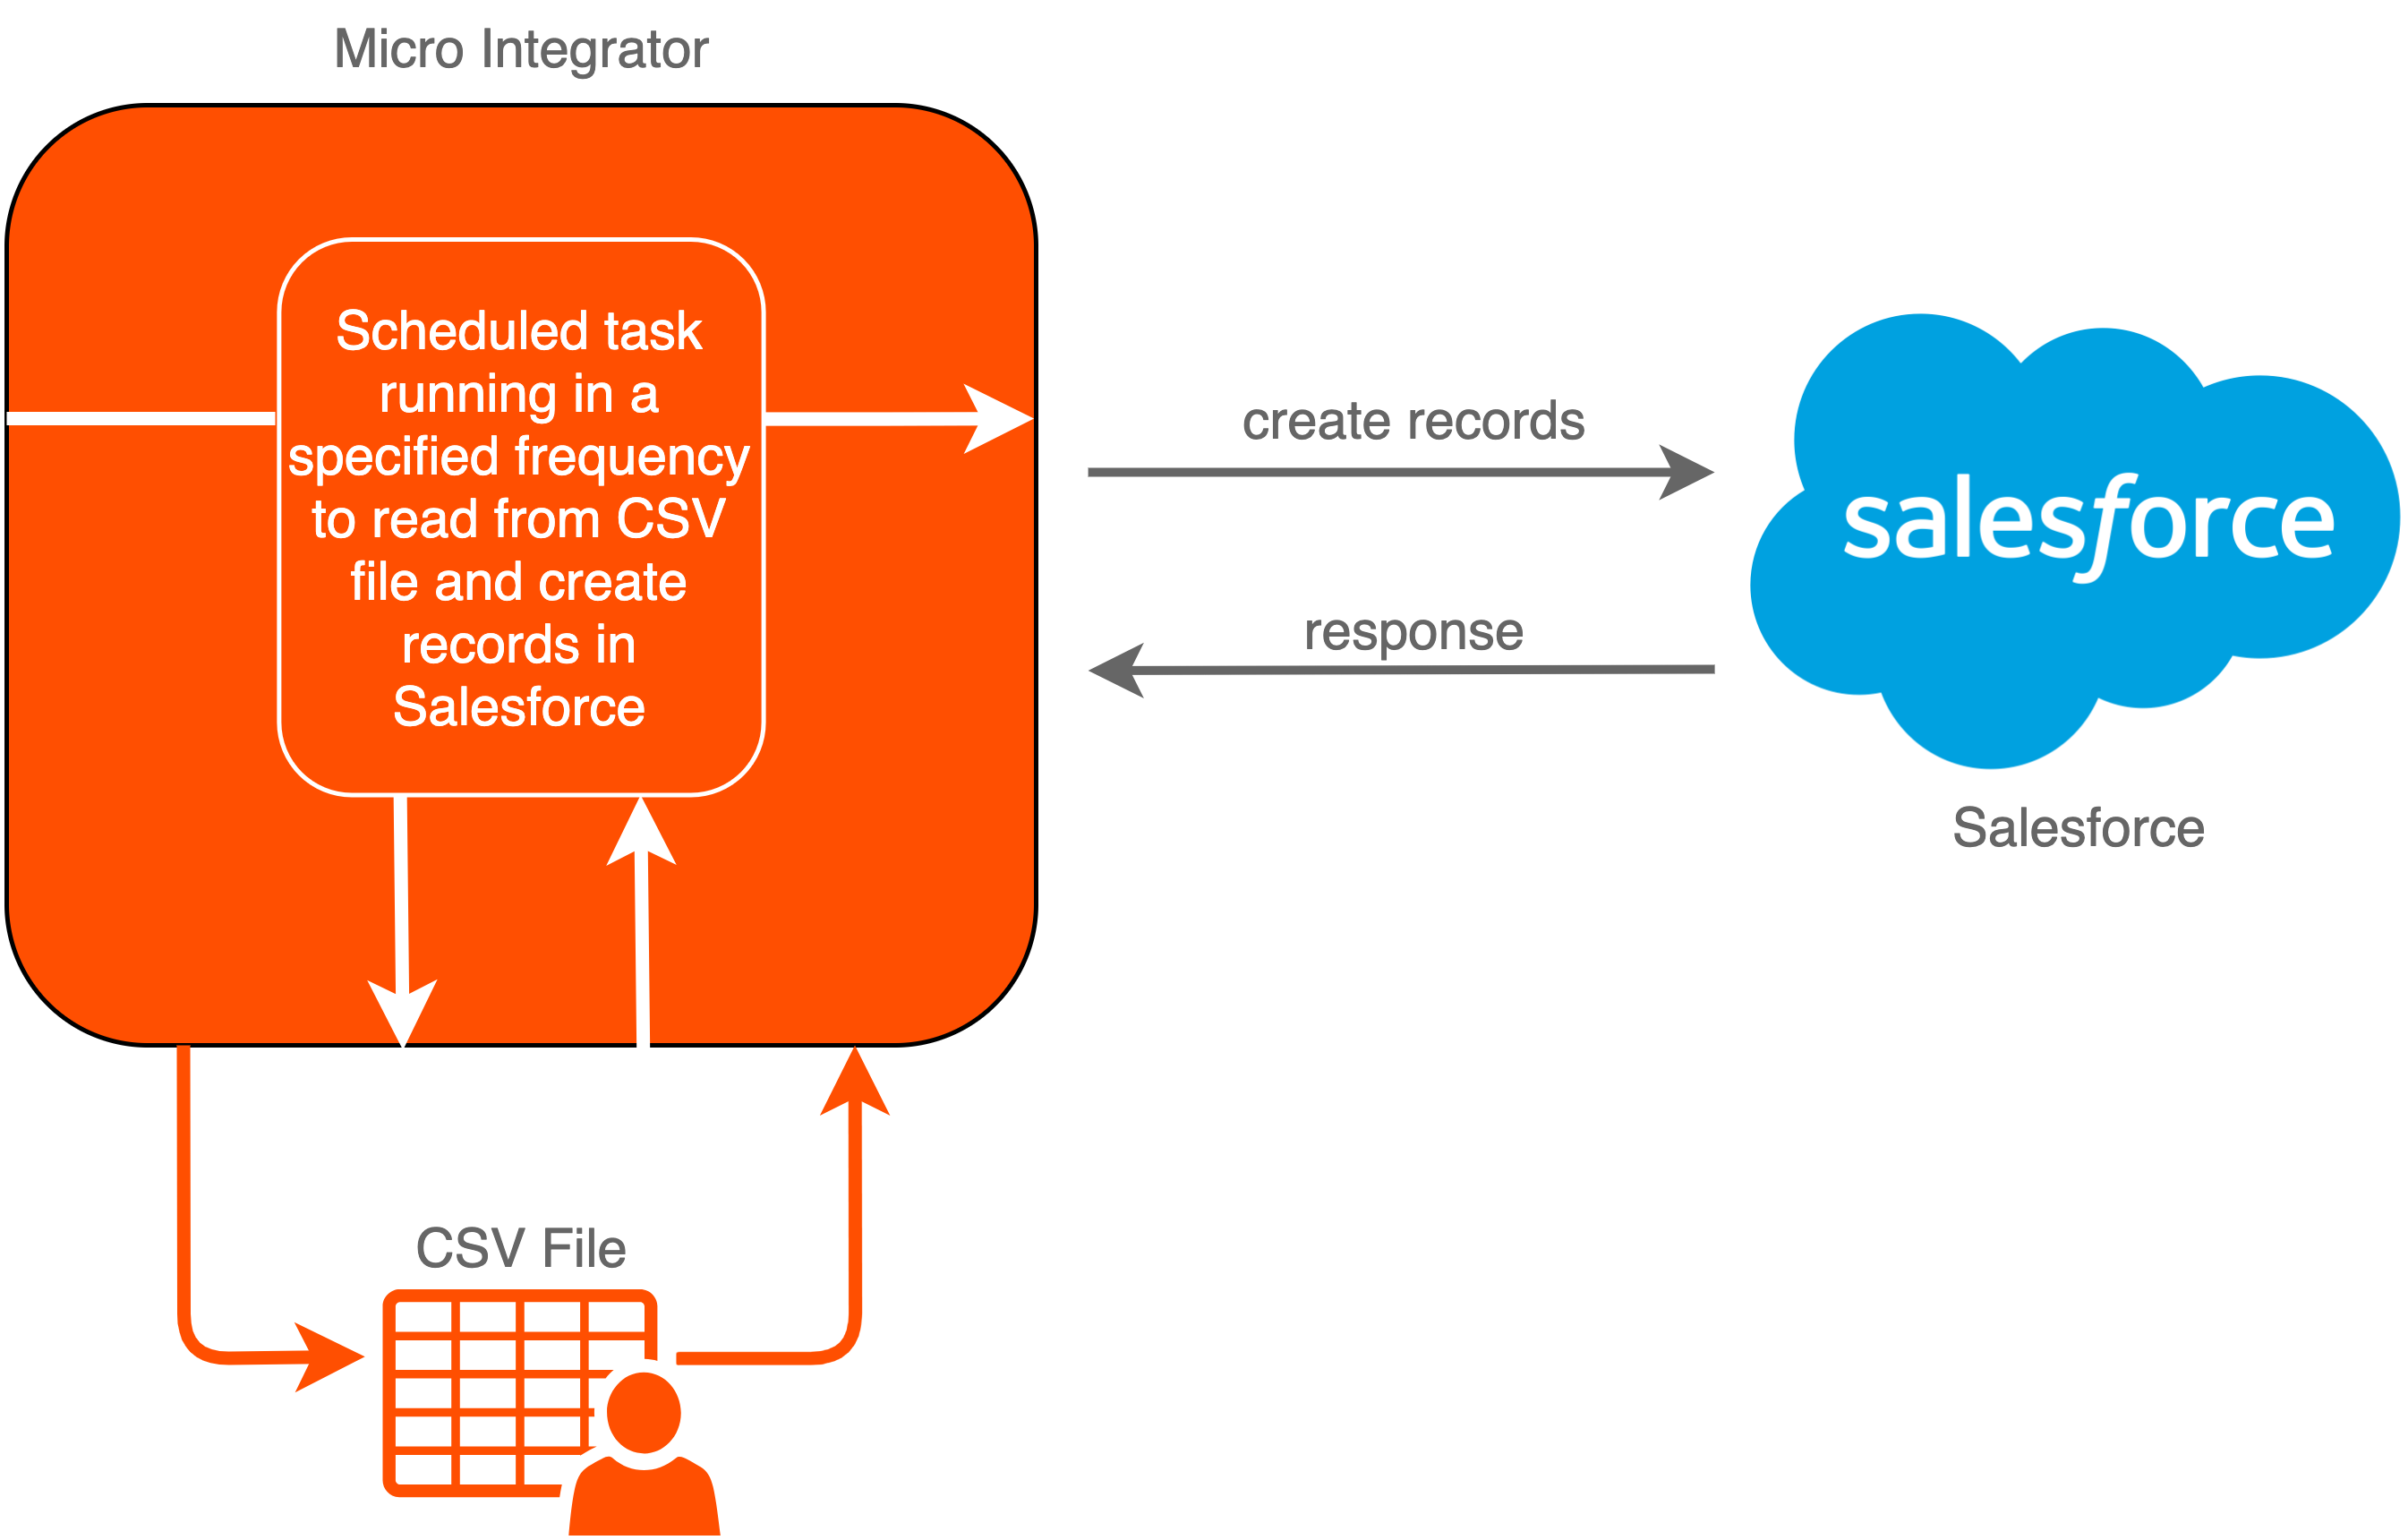 Micro Integrator
Scheduled task
running in a
specified frequency
to read from CSV
file and create
records in
Salesforce
create records
response
salesforce
Salesforce
CSV File